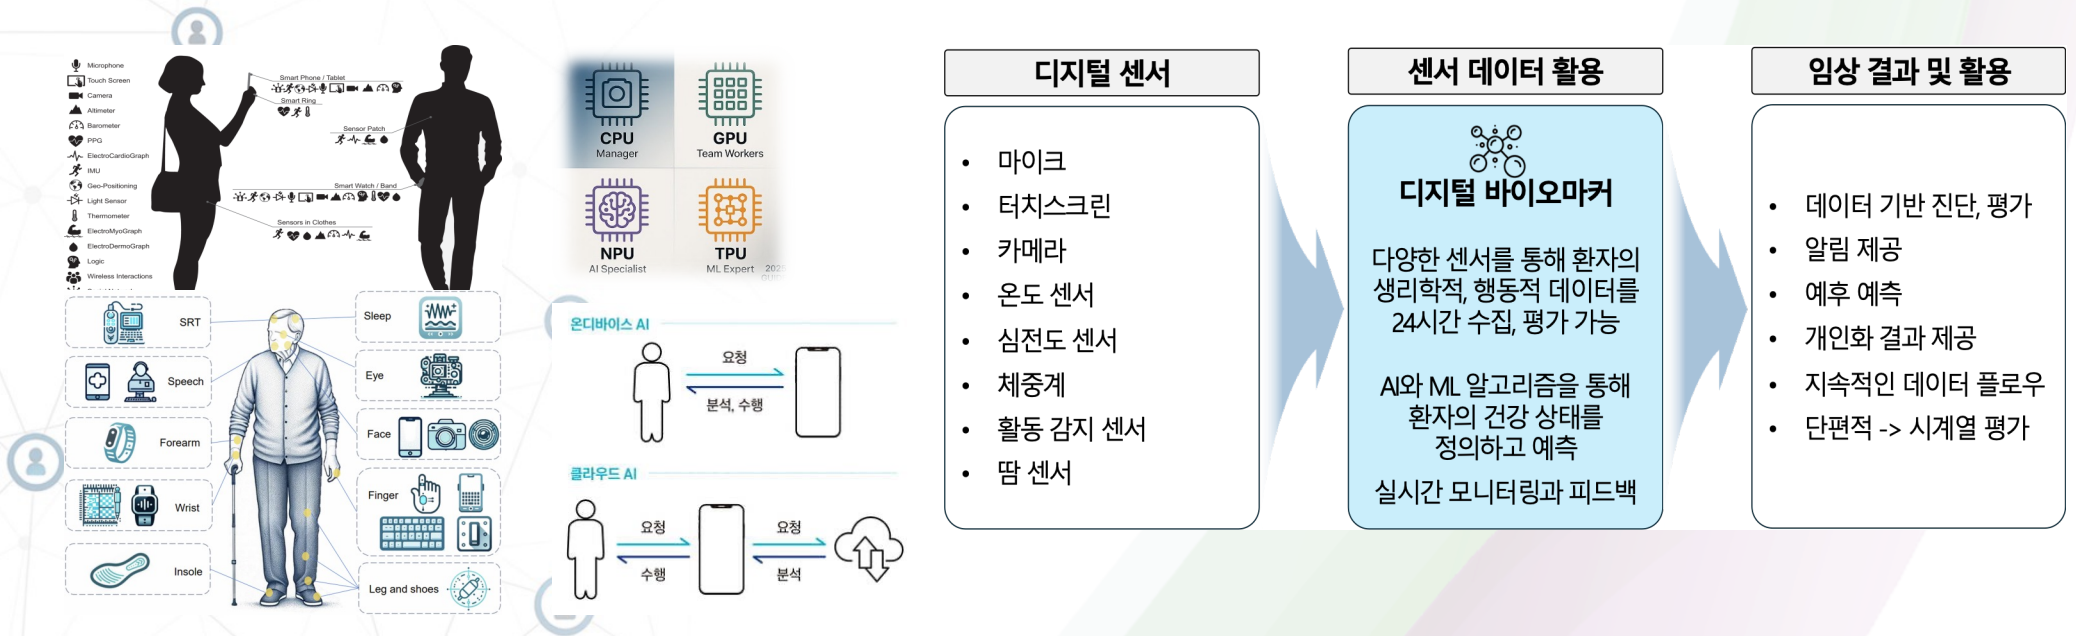 Microphone
Touch Screen
Camera
Altimeter
Barometer
PPG
ElectroCardioGraph
IMU
Geo-Positioning
Light Sensor
Thermometer
ElectroMyoGraph
ElectroDermoGraph
Logic
Wireless Interactions
Smart Phone / Tablet
Smart Ring
Sensor Patch
Smart Watch / Band
Sensors in Clothes
CPU
Manager
GPU
Team Workers
NPU
AI Specialist
TPU
ML Expert
SRT
Speech
Forearm
Wrist
Insole
Sleep
Eye
Face
Finger
Leg and shoes
온디바이스 AI
요청
분석, 수행
클라우드 AI
요청
수행
요청
분석
디지털 센서
• 마이크
• 터치스크린
• 카메라
• 온도 센서
• 심전도 센서
• 체중계
• 활동 감지 센서
• 땀 센서
센서 데이터 활용
디지털 바이오마커
다양한 센서를 통해 환자의
생리학적, 행동적 데이터를
24시간 수집, 평가 가능
AI와 ML 알고리즘을 통해
환자의 건강 상태를
정의하고 예측
실시간 모니터링과 피드백
임상 결과 및 활용
• 데이터 기반 진단, 평가
• 알림 제공
• 예후 예측
• 개인화 결과 제공
• 지속적인 데이터 플로우
• 단편적 -> 시계열 평가